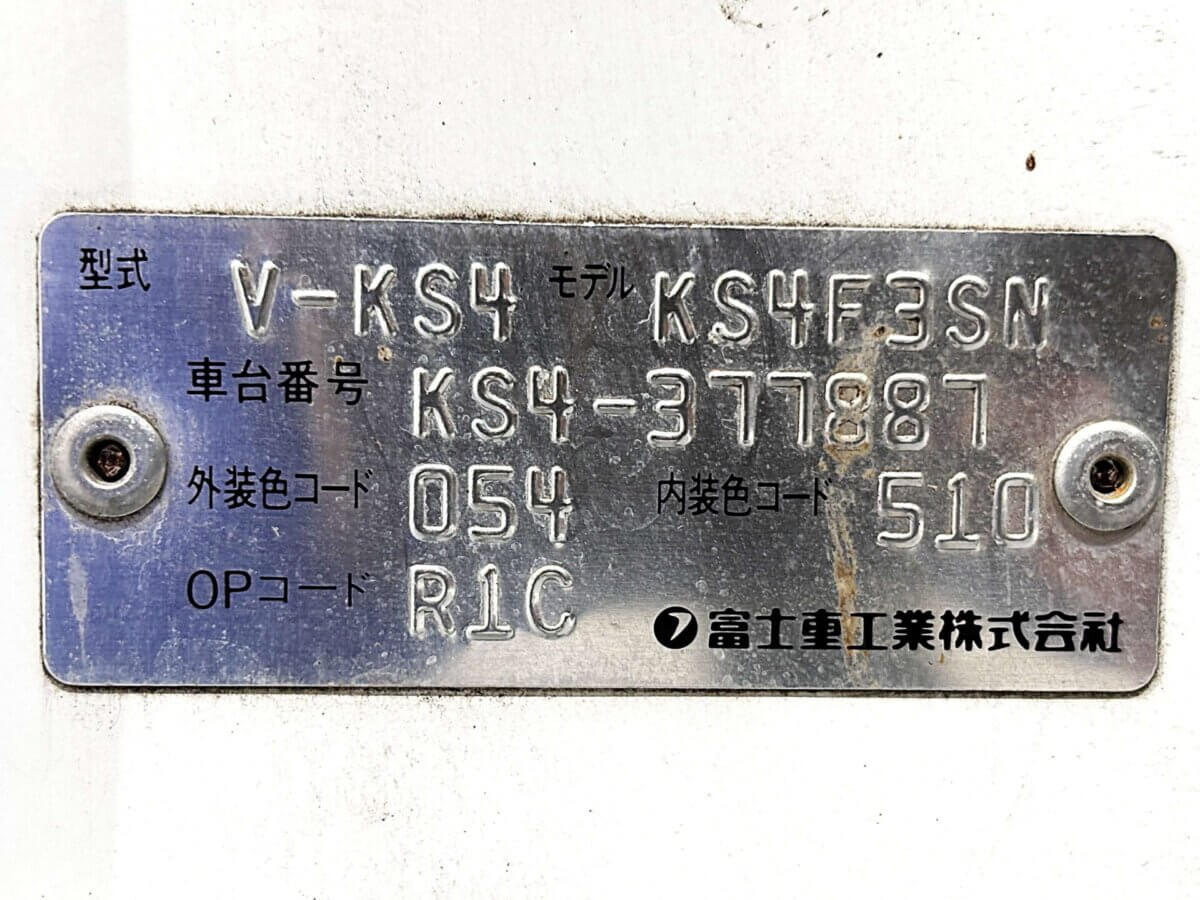 型式 V-KS4 モデル KS4F3SN
車台番号 KS4-377887
外装色コード 054 内装色コード 510
OPコード R1C
富士重工業株式会社